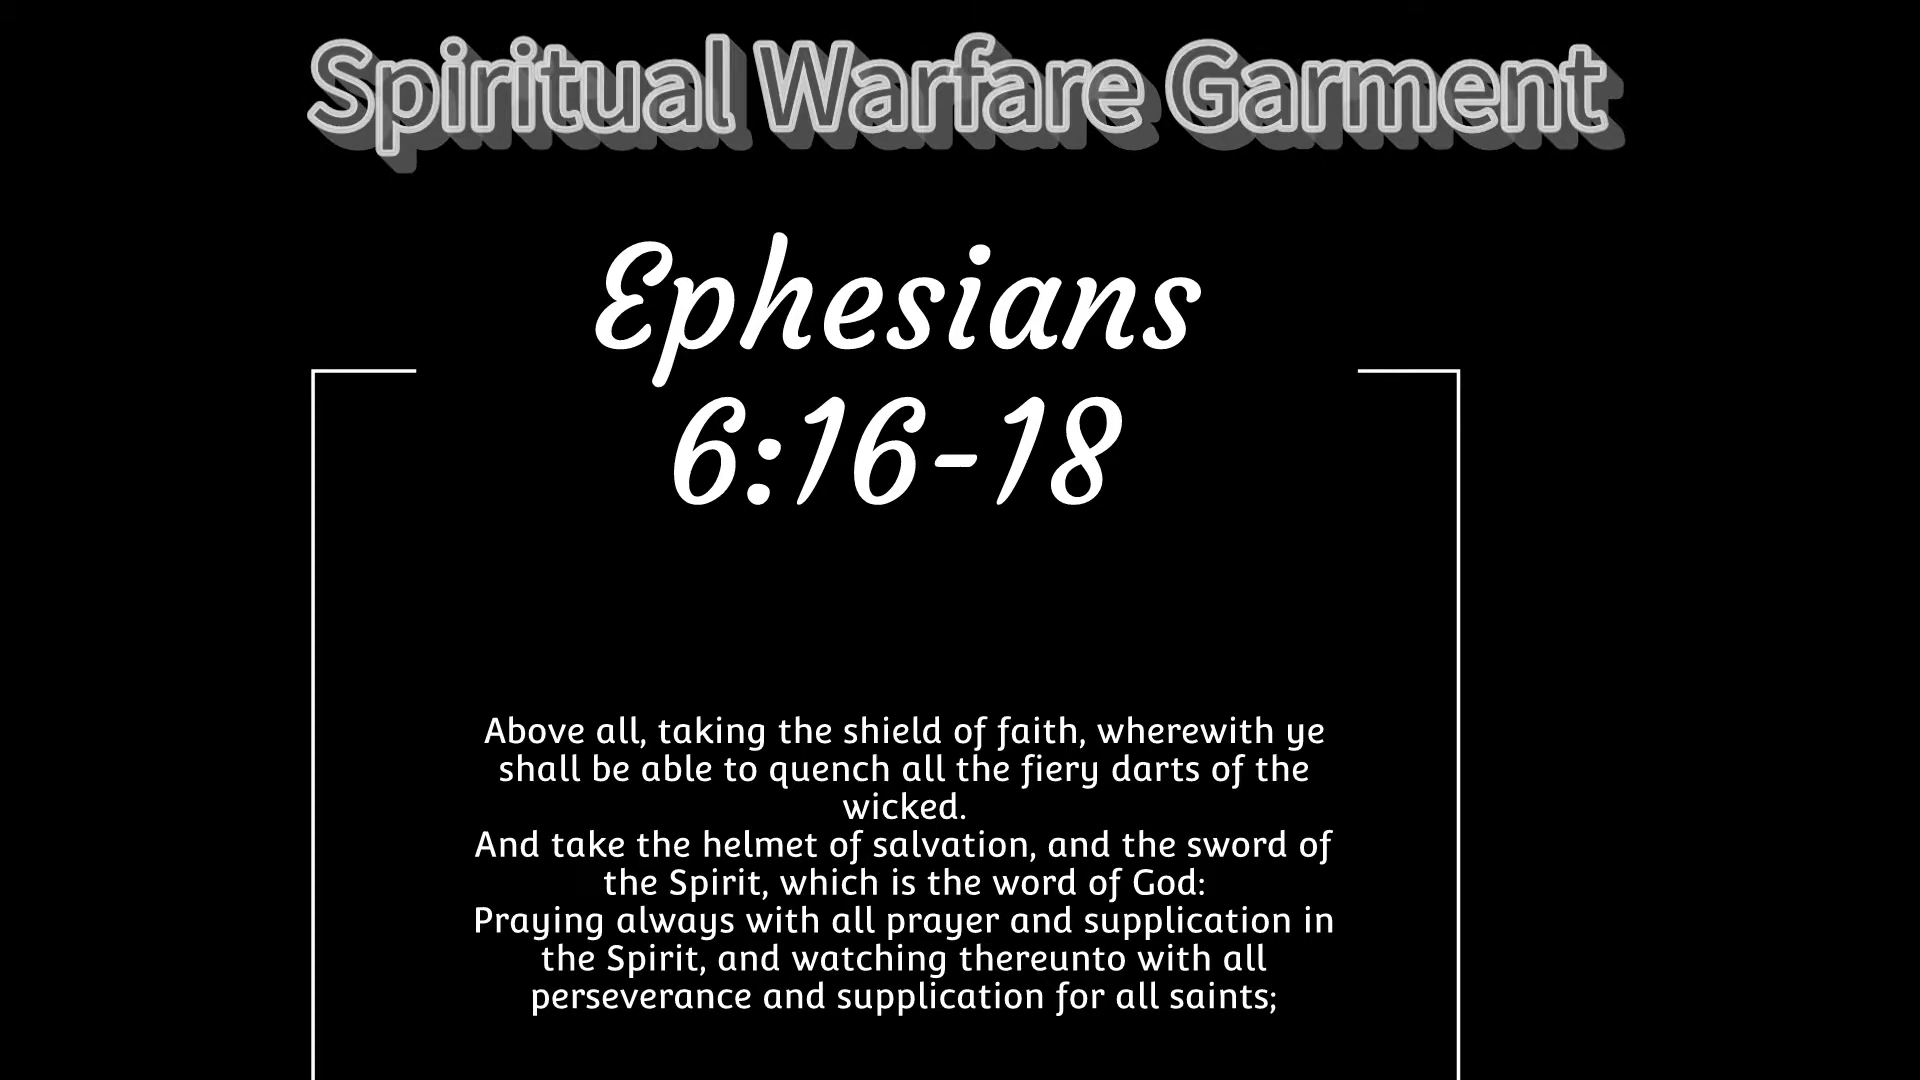 Spiritual Warfare Garment
Ephesians
6:16-18
Above all, taking the shield of faith, wherewith ye
shall be able to quench all the fiery darts of the
wicked.
And take the helmet of salvation, and the sword of
the Spirit, which is the word of God:
Praying always with all prayer and supplication in
the Spirit, and watching thereunto with all
perseverance and supplication for all saints;